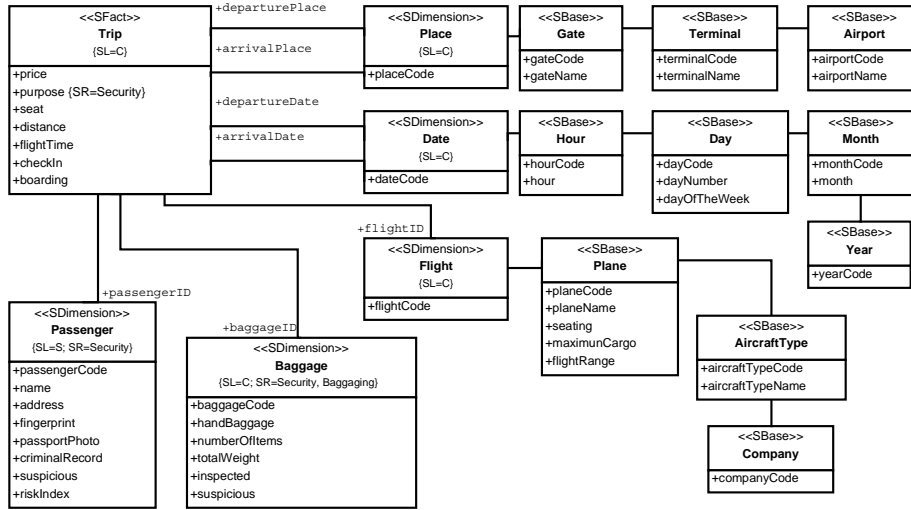 <<SFact>>
Trip
{SL=C}
+price
+purpose {SR=Security}
+seat
+distance
+flightTime
+checkIn
+boarding
+departurePlace
+arrivalPlace
+departureDate
+arrivalDate
<<SDimension>>
Place
{SL=C}
+placeCode
<<SBase>>
Gate
+gateCode
+gateName
<<SBase>>
Terminal
+terminalCode
+terminalName
<<SBase>>
Airport
+airportCode
+airportName
<<SDimension>>
Date
{SL=C}
+dateCode
<<SBase>>
Hour
+hourCode
+hour
<<SBase>>
Day
+dayCode
+dayNumber
+dayOfTheWeek
<<SBase>>
Month
+monthCode
+month
<<SBase>>
Year
+yearCode
+flightID
<<SDimension>>
Flight
{SL=C}
+flightCode
<<SBase>>
Plane
+planeCode
+planeName
+seating
+maximunCargo
+flightRange
<<SBase>>
AircraftType
+aircraftTypeCode
+aircraftTypeName
<<SBase>>
Company
+companyCode
+passengerID
<<SDimension>>
Passenger
{SL=S; SR=Security}
+passengerCode
+name
+address
+fingerprint
+passportPhoto
+criminalRecord
+suspicious
+riskIndex
+baggageID
<<SDimension>>
Baggage
{SL=C; SR=Security, Baggaging}
+baggageCode
+handBaggage
+numberOfItems
+totalWeight
+inspected
+suspicious